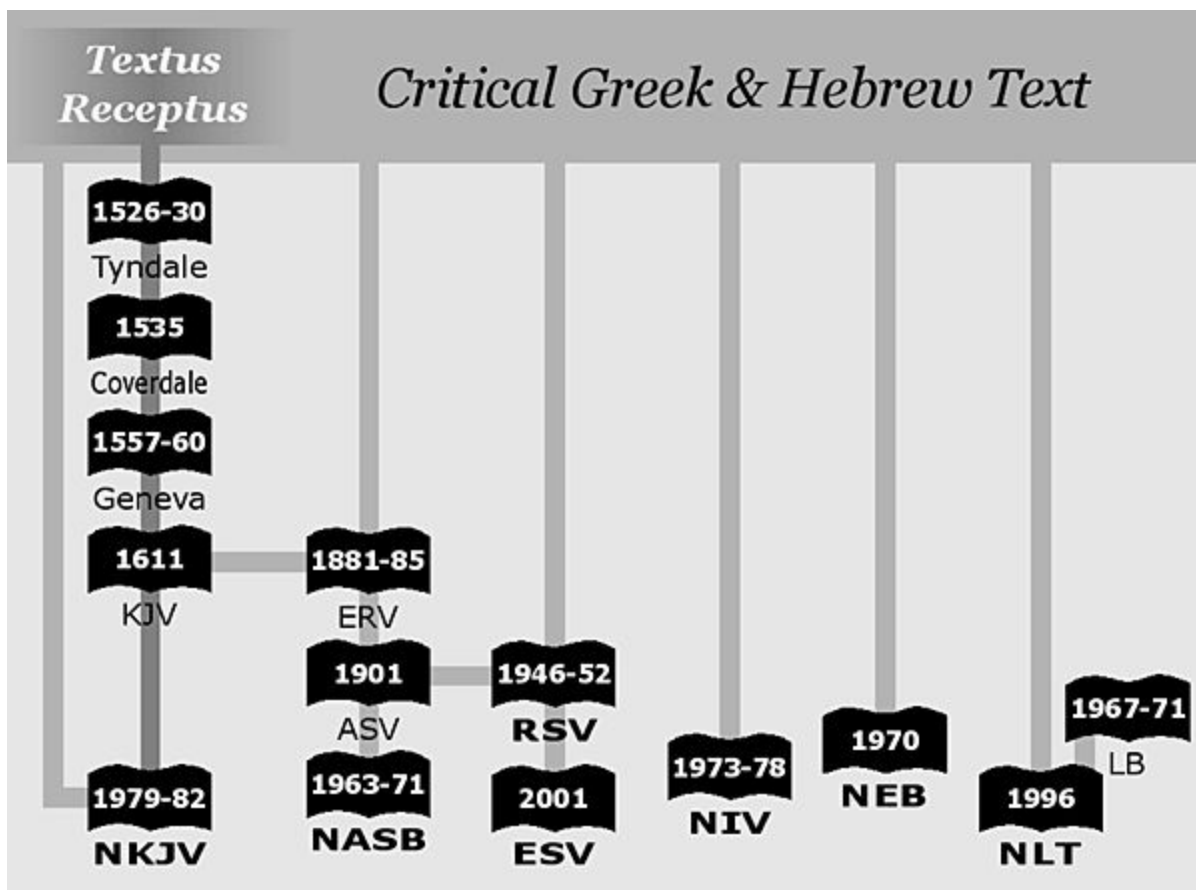 Textus
Receptus
Critical Greek & Hebrew Text
1526-30
Tyndale
1535
Coverdale
1557-60
Geneva
1611
KJV
1979-82
NKJV
1881-85
ERV
1901
ASV
1963-71
NASB
1946-52
RSV
2001
ESV
1973-78
NIV
1970
NEB
1967-71
LB
1996
NLT